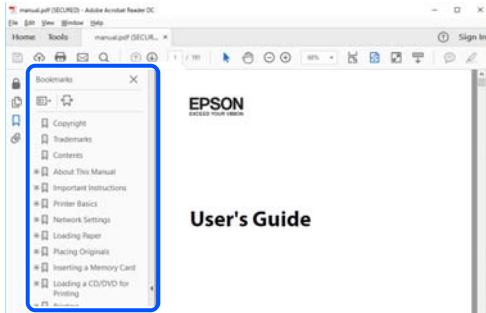 manual.pdf (SECURED) - Adobe Acrobat Reader DC
File Edit View Window Help
Home Tools manual.pdf (SECUR... × Sign In
1
Bookmarks
EPSON
EXCEED YOUR VISION
Copyright
Trademarks
Contents
About This Manual
Important Instructions
Printer Basics
Network Settings
Loading Paper
Placing Originals
Inserting a Memory Card
Loading a CD/DVD for
Printing
User's Guide